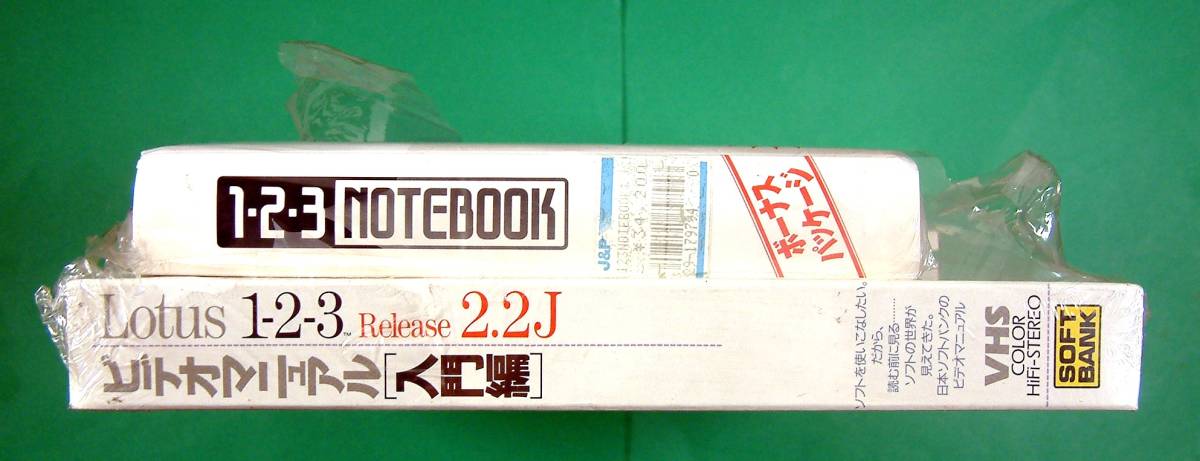 1-2-3 NOTEBOOK
J&P
123NOTEBOOK
¥34,200
ボーナス
パッケージ
Lotus 1-2-3™ Release 2.2J
ビデオマニュアル[入門編]
ソフトを使いこなしたい。
だから、
読む前に見る……
ソフトの世界が
見えてきた。
日本ソフトバンクの
ビデオマニュアル
VHS
COLOR
HiFi-STEREO
SOFT
BANK